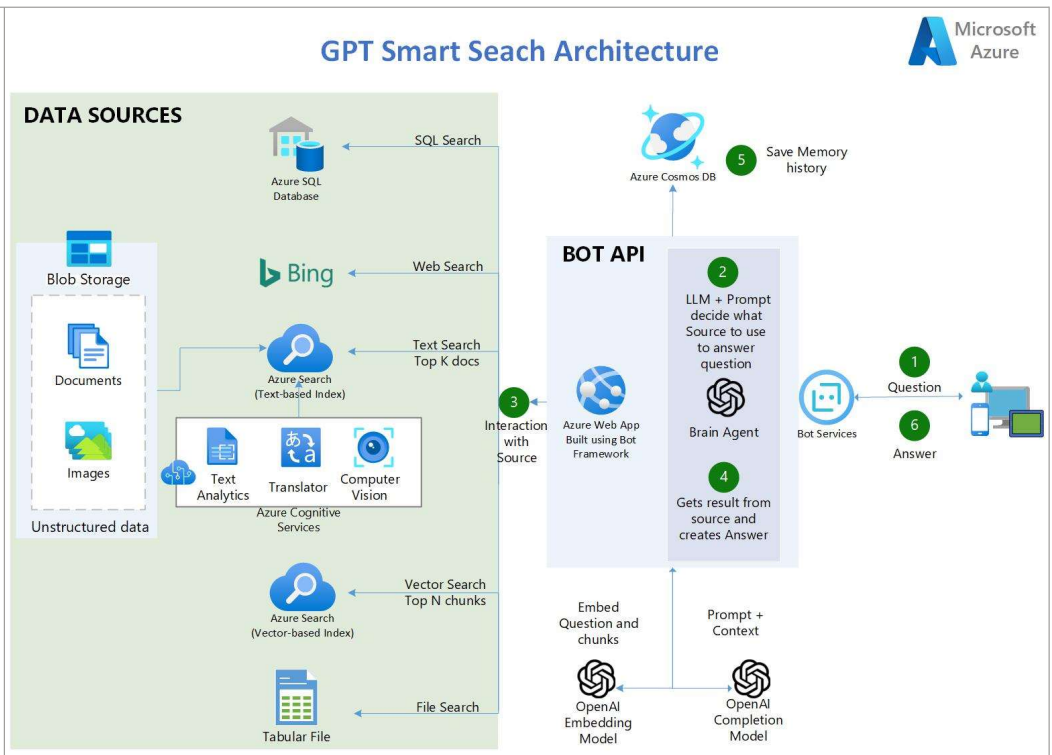 GPT Smart Seach Architecture
Microsoft
Azure
DATA SOURCES
SQL Search
Azure SQL
Database
Blob Storage
Documents
Images
Unstructured data
Bing
Web Search
Text Search
Top K docs
Azure Search
(Text-based Index)
Text
Analytics
あ
a
Translator
Computer
Vision
Azure Cognitive
Services
Vector Search
Top N chunks
Azure Search
(Vector-based Index)
File Search
Tabular File
3
Interaction
with
Source
Azure Cosmos DB
5
Save Memory
history
BOT API
Azure Web App
Built using Bot
Framework
2
LLM + Prompt
decide what
Source to use
to answer
question
Brain Agent
4
Gets result from
source and
creates Answer
Bot Services
1
Question
6
Answer
Embed
Question and
chunks
Prompt +
Context
OpenAI
Embedding
Model
OpenAI
Completion
Model